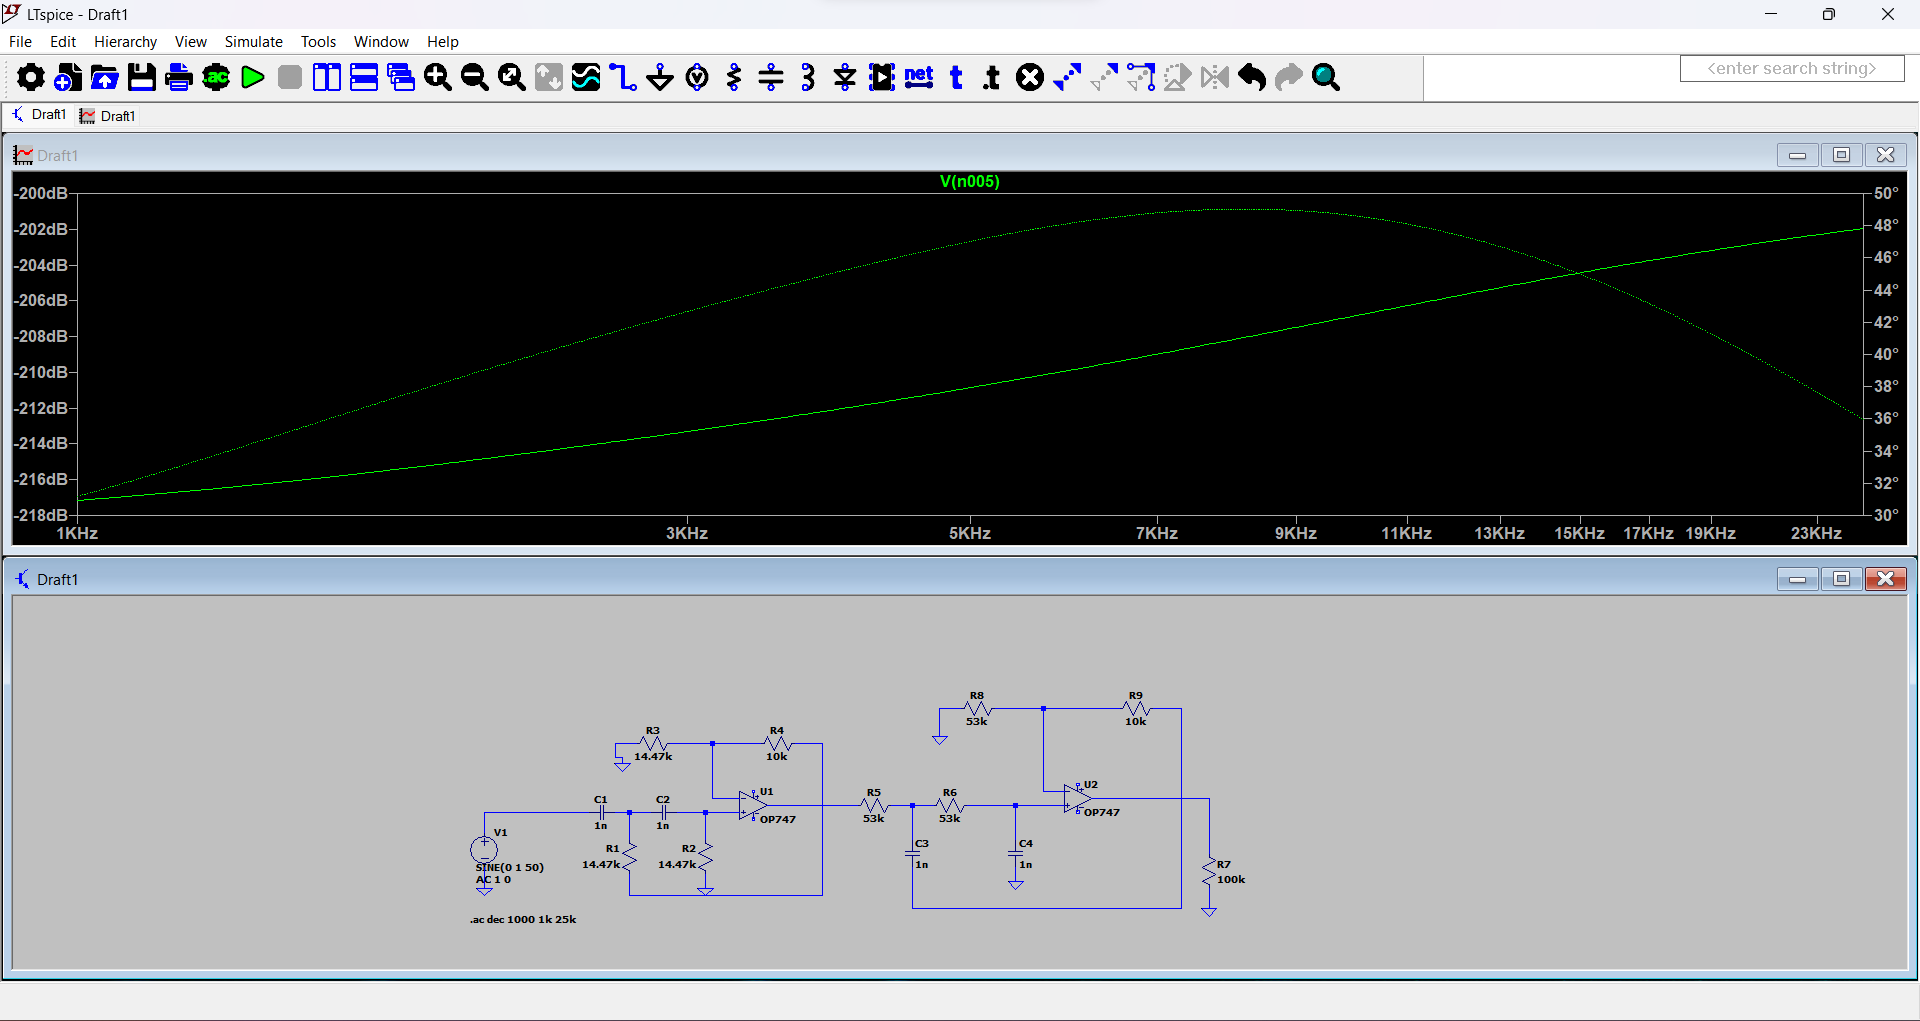 LTspice - Draft1
File Edit Hierarchy View Simulate Tools Window Help
.ac net t .t
<enter search string>
Draft1 Draft1
Draft1
V(n005)
-200dB 50°
-202dB 48°
-204dB 46°
-206dB 44°
-208dB 42°
-210dB 40°
-212dB 38°
-214dB 36°
-216dB 34°
32°
-218dB 30°
1KHz 3KHz 5KHz 7KHz 9KHz 11KHz 13KHz 15KHz 17KHz 19KHz 23KHz
Draft1
R8 R9
53k 10k
R3 R4
14.47k 10k
U2
OP747
C1 C2 U1 R5 R6
1n 1n OP747 53k 53k
V1
R1 R2 C3 C4
14.47k 14.47k 1n 1n
SINE(0 1 50)
AC 1 0
R7
100k
.ac dec 1000 1k 25k